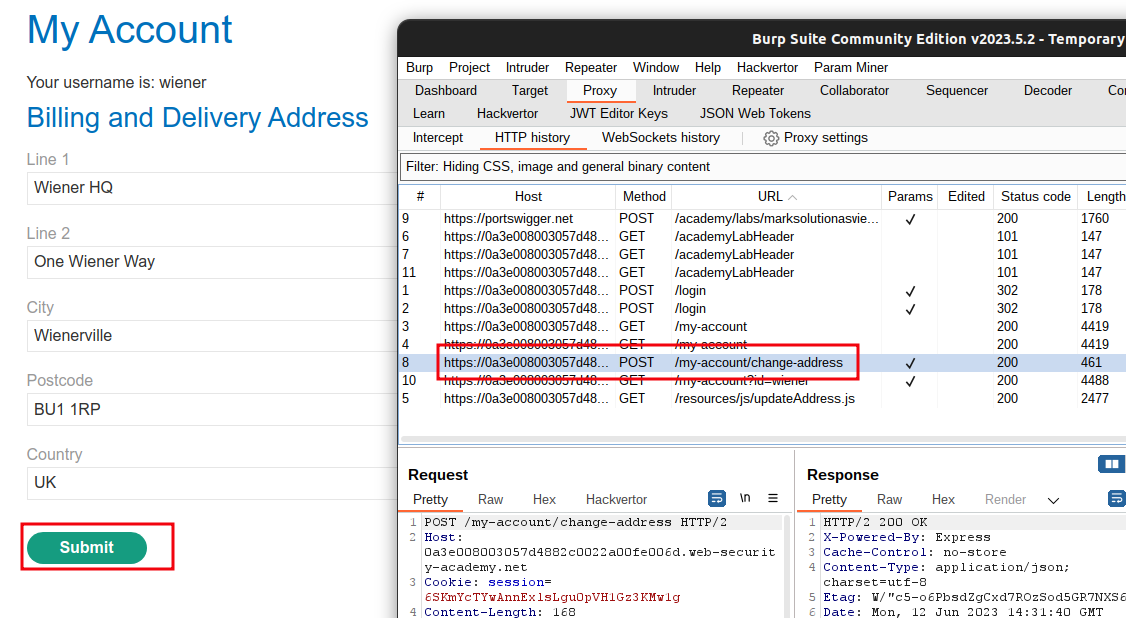 My Account
Your username is: wiener
Billing and Delivery Address
Line 1
Wiener HQ
Line 2
One Wiener Way
City
Wienerville
Postcode
BU1 1RP
Country
UK
Submit
Burp Suite Community Edition v2023.5.2 - Temporary
Burp Project Intruder Repeater Window Help Hackvertor Param Miner
Dashboard Target Proxy Intruder Repeater Collaborator Sequencer Decoder Co
Learn Hackvertor JWT Editor Keys JSON Web Tokens
Intercept HTTP history WebSockets history Proxy settings
Filter: Hiding CSS, image and general binary content
# Host Method URL Params Edited Status code Length
9 https://portswigger.net POST /academy/labs/marksolutionasvie... ✓ 200 1760
6 https://0a3e008003057d48... GET /academyLabHeader 101 147
7 https://0a3e008003057d48... GET /academyLabHeader 101 147
11 https://0a3e008003057d48... GET /academyLabHeader 101 147
1 https://0a3e008003057d48... POST /login ✓ 302 178
2 https://0a3e008003057d48... POST /login ✓ 302 178
3 https://0a3e008003057d48... GET /my-account 200 4419
4 https://0a3e008003057d48... GET /my-account 200 4419
8 https://0a3e008003057d48... POST /my-account/change-address ✓ 200 461
10 https://0a3e008003057d48... GET /my-account?id=wiener ✓ 200 4488
5 https://0a3e008003057d48... GET /resources/js/updateAddress.js 200 2477
Request
Pretty Raw Hex Hackvertor \n
1 POST /my-account/change-address HTTP/2
2 Host:
0a3e008003057d4882c0022a00fe006d.web-securit
y-academy.net
3 Cookie: session=
6SKmYcTYwAnnEx1sLguOpVH1Gz3KMw1g
4 Content-Length: 168
Response
Pretty Raw Hex Render
1 HTTP/2 200 OK
2 X-Powered-By: Express
3 Cache-Control: no-store
4 Content-Type: application/json;
charset=utf-8
5 Etag: W/"c5-o6PbsdZgCxd7ROzSod5GR7NXS6
6 Date: Mon, 12 Jun 2023 14:31:40 GMT